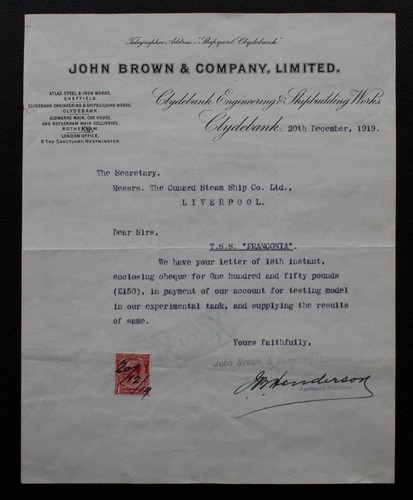 Telegraphic Address "Shipyard Clydebank"
JOHN BROWN & COMPANY, LIMITED.
ATLAS STEEL & IRON WORKS,
SHEFFIELD.
CLYDEBANK ENGINEERING & SHIPBUILDING WORKS,
CLYDEBANK.
ALDWARKE MAIN, CAR HOUSE,
AND ROTHERHAM MAIN COLLIERIES,
ROTHERHAM
LONDON OFFICE,
8 THE SANCTUARY, WESTMINSTER.
Clydebank Engineering & Shipbuilding Works
Clydebank, 20th December, 1919.
The Secretary,
Messrs. The Cunard Steam Ship Co. Ltd.,
LIVERPOOL.
Dear Sirs,
T.S.S. "FRANCONIA".
We have your letter of 18th instant,
enclosing cheque for One hundred and fifty pounds
(£150), in payment of our account for testing model
in our experimental tank, and supplying the results
of same.
Yours faithfully,
John Brown & Company
J. Henderson
20/
12/
19